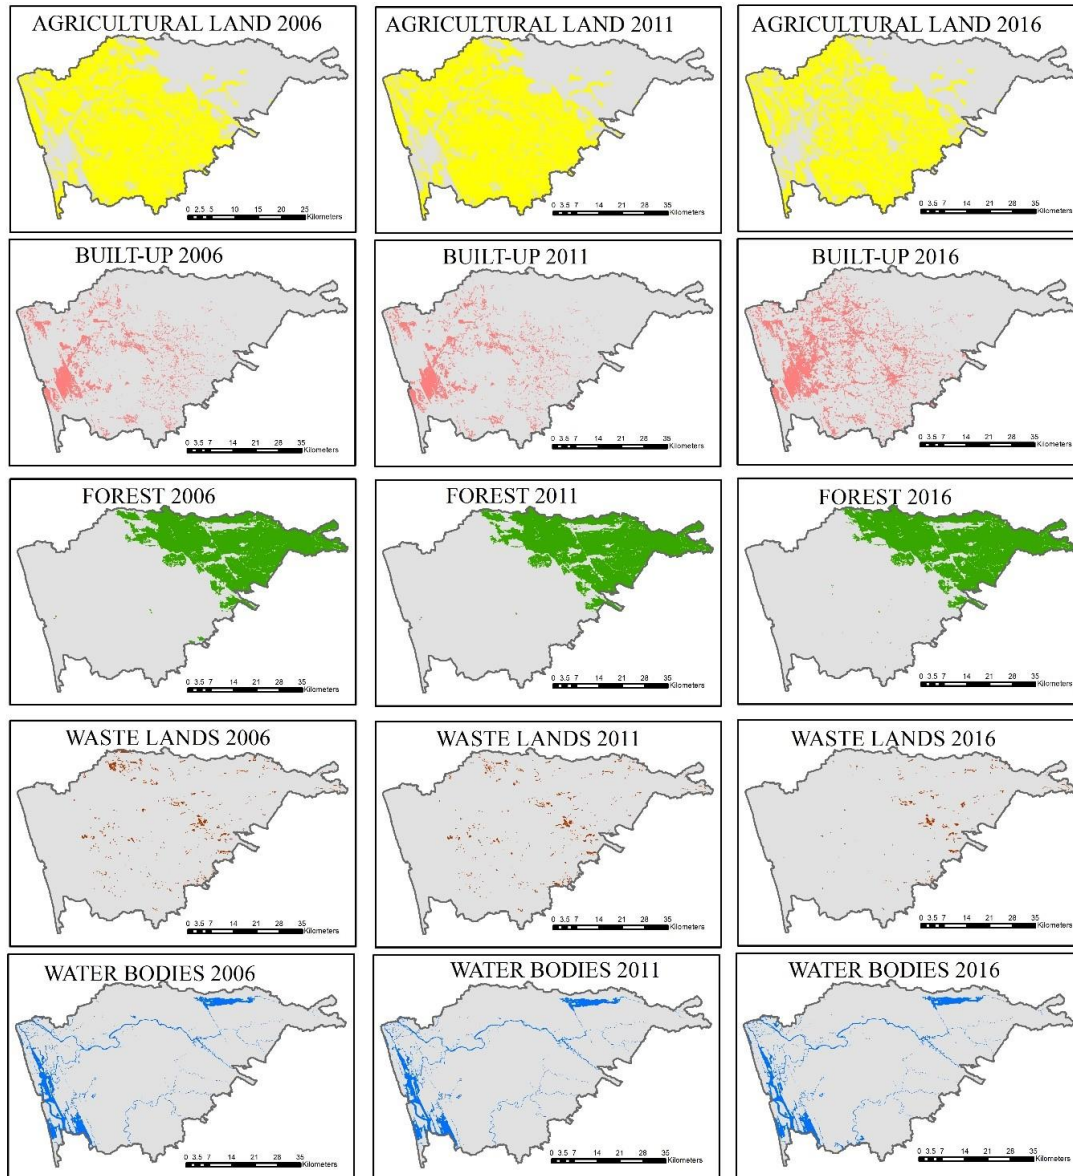 AGRICULTURAL LAND 2006
0 2.5 5 10 15 20 25
Kilometers
AGRICULTURAL LAND 2011
0 3.5 7 14 21 28 35
Kilometers
AGRICULTURAL LAND 2016
0 3.5 7 14 21 28 35
Kilometers
BUILT-UP 2006
0 3.5 7 14 21 28 35
Kilometers
BUILT-UP 2011
0 3.5 7 14 21 28 35
Kilometers
BUILT-UP 2016
0 3.5 7 14 21 28 35
Kilometers
FOREST 2006
0 3.5 7 14 21 28 35
Kilometers
FOREST 2011
0 3.5 7 14 21 28 35
Kilometers
FOREST 2016
0 3.5 7 14 21 28 35
Kilometers
WASTE LANDS 2006
0 3.5 7 14 21 28 35
Kilometers
WASTE LANDS 2011
0 3.5 7 14 21 28 35
Kilometers
WASTE LANDS 2016
0 3.5 7 14 21 28 35
Kilometers
WATER BODIES 2006
0 3.5 7 14 21 28 35
Kilometers
WATER BODIES 2011
0 3.5 7 14 21 28 35
Kilometers
WATER BODIES 2016
0 3.5 7 14 21 28 35
Kilometers